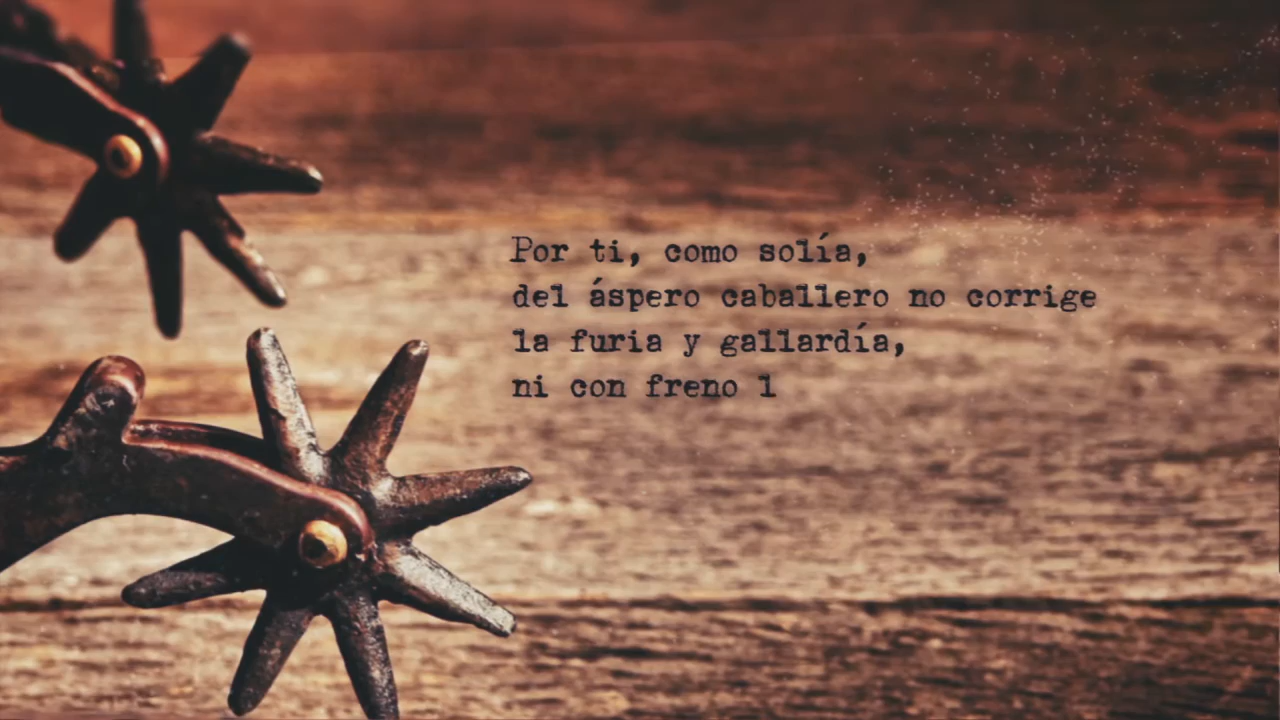 Por ti, como solía,
del áspero caballero no corrige
la furia y gallardía,
ni con freno l